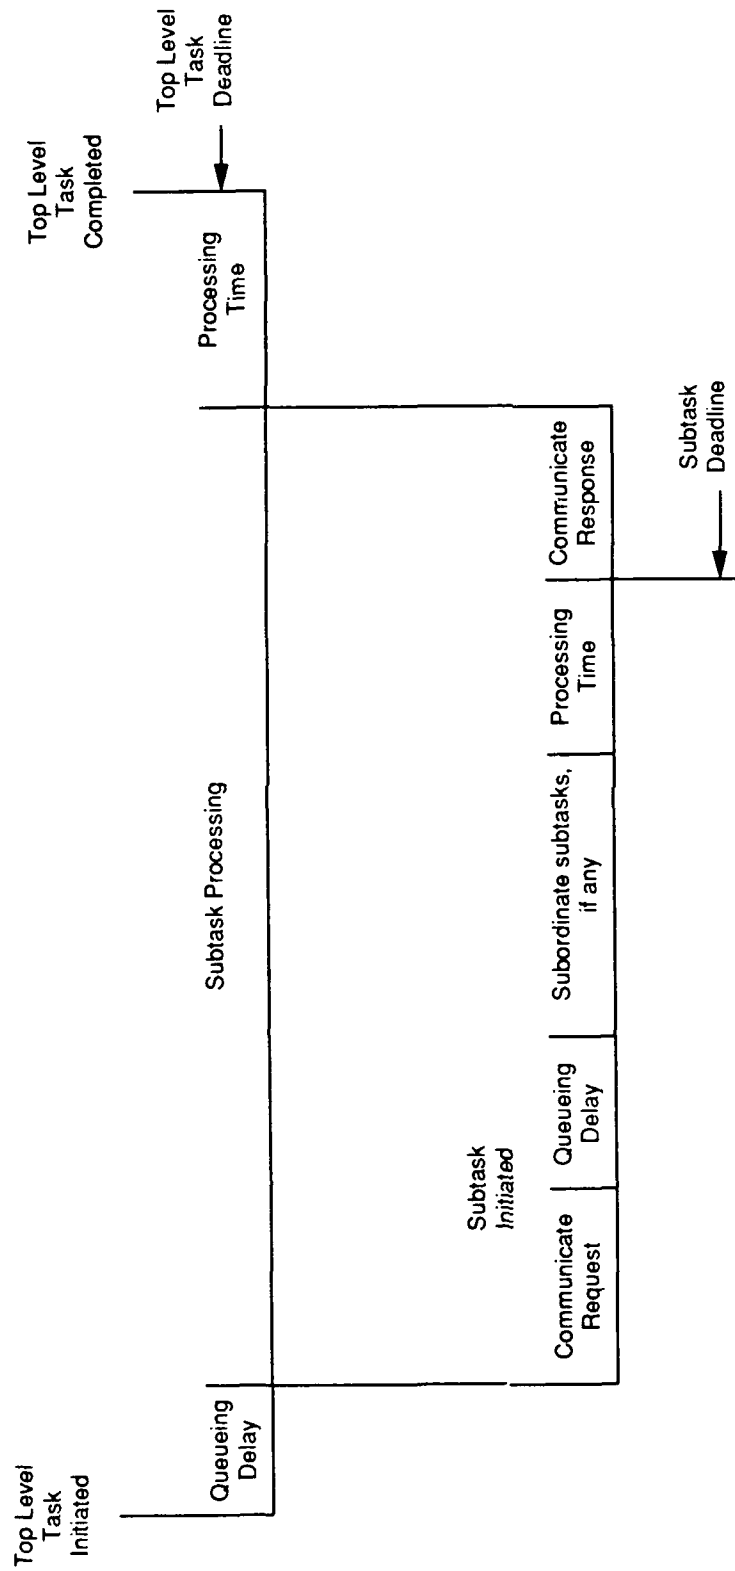 Top Level
Task
Initiated
Top Level
Task
Completed
Top Level
Task
Deadline
Queueing
Delay
Subtask Processing
Processing
Time
Subtask
Initiated
Communicate
Request
Queueing
Delay
Subordinate subtasks,
if any
Processing
Time
Communicate
Response
Subtask
Deadline